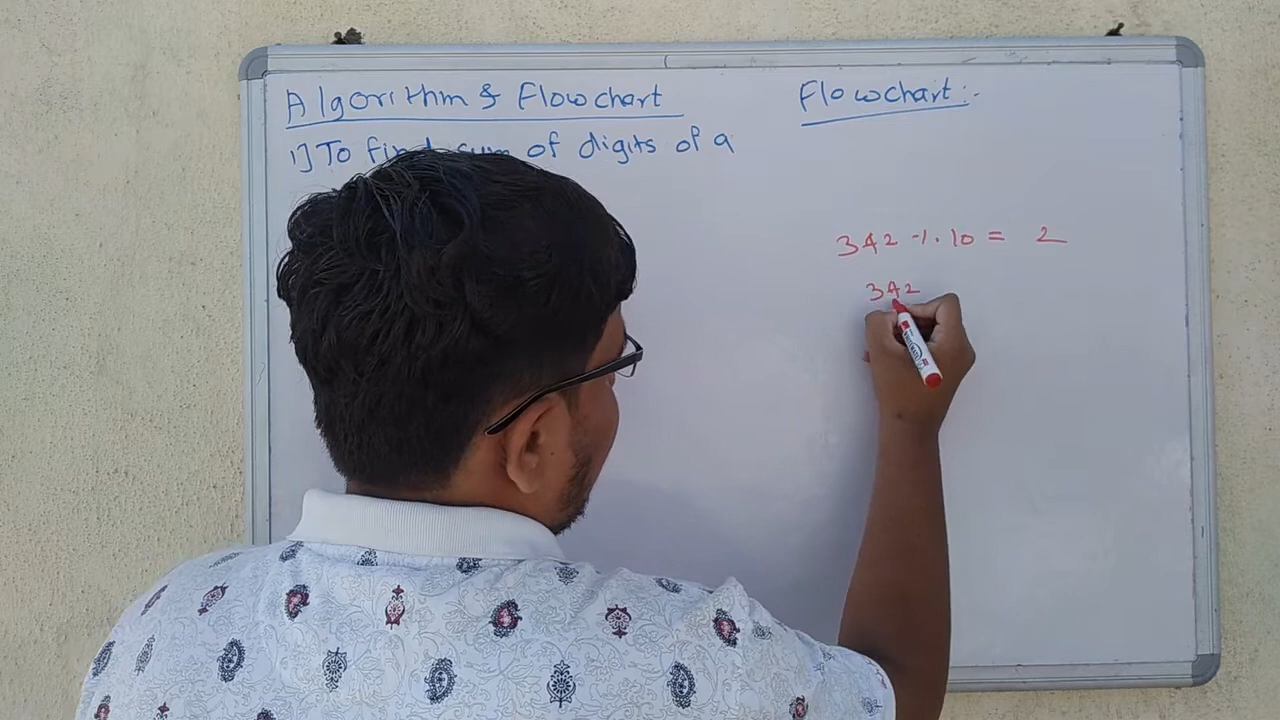 Algorithm & Flowchart
1] To find sum of digits of a
Flowchart:-
342 % 10 = 2
342